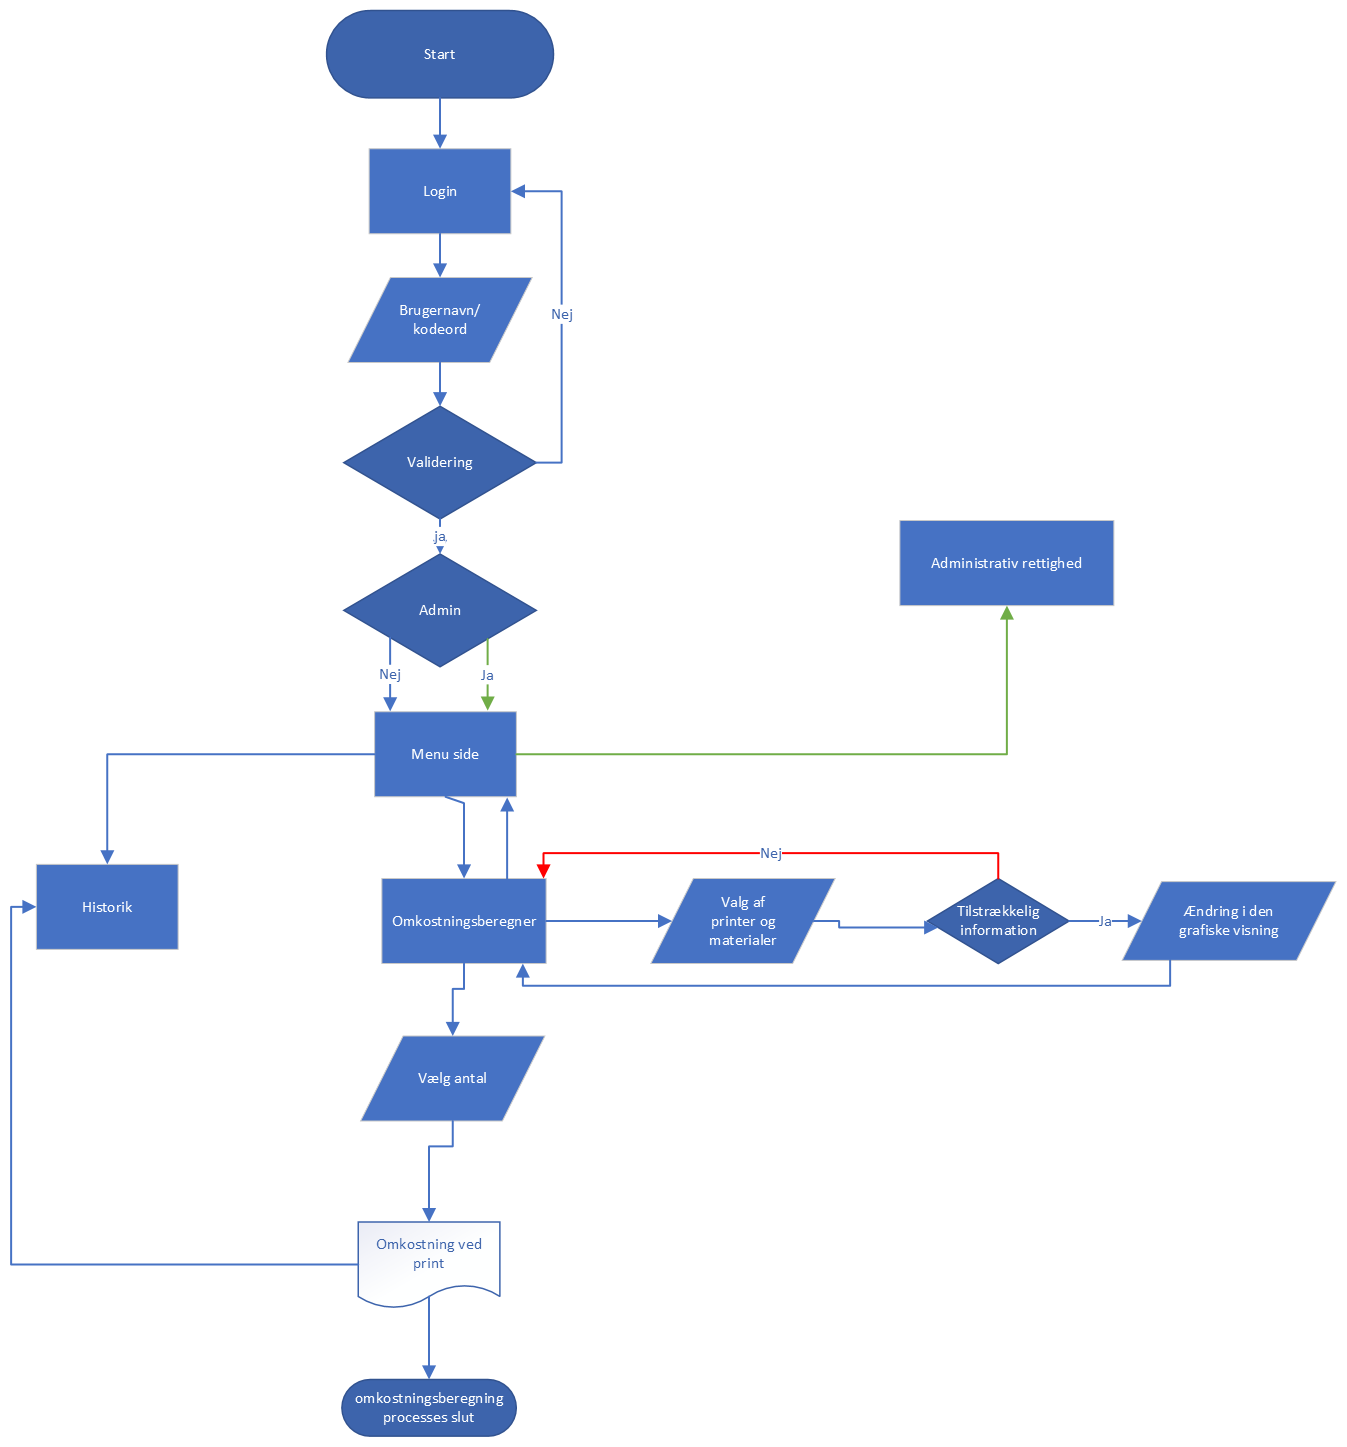 Start
Login
Brugernavn/
kodeord
Nej
Validering
ja
Admin
Administrativ rettighed
Nej
Ja
Menu side
Nej
Historik
Omkostningsberegner
Valg af
printer og
materialer
Tilstrækkelig
information
Ja
Ændring i den
grafiske visning
Vælg antal
Omkostning ved
print
omkostningsberegning
processes slut